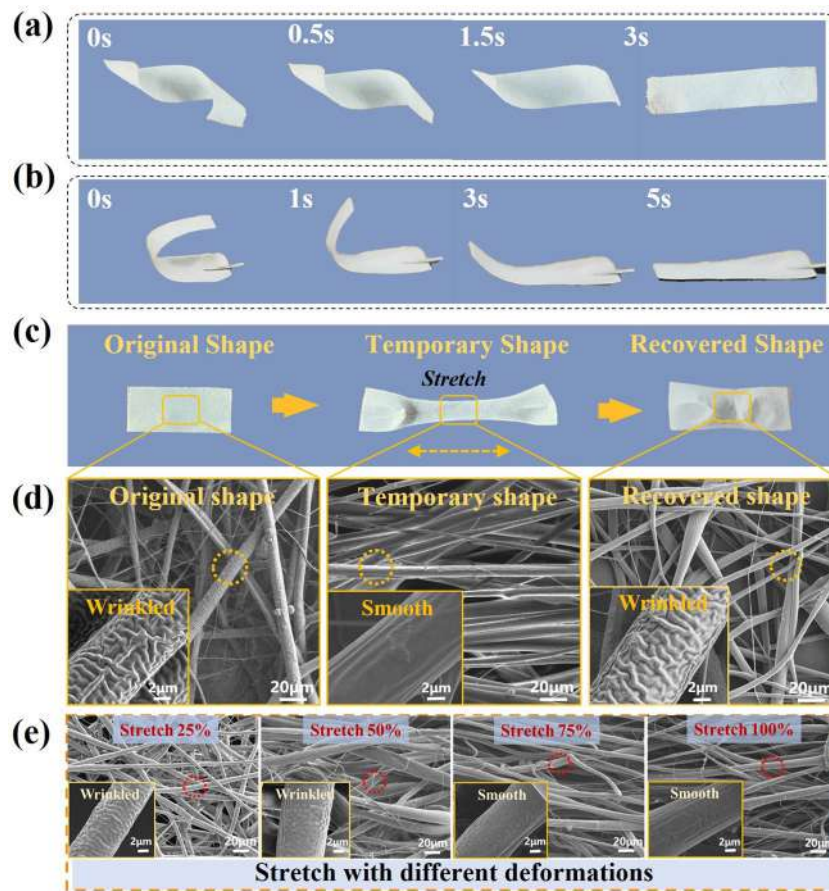 (a)
0s 0.5s 1.5s 3s
(b)
0s 1s 3s 5s
(c)
Original Shape Temporary Shape Recovered Shape
Stretch
(d)
Original shape Temporary shape Recovered shape
Wrinkled Smooth Wrinkled
2μm 20μm 2μm 20μm 2μm 20μm
(e)
Stretch 25% Stretch 50% Stretch 75% Stretch 100%
Wrinkled Wrinkled Smooth Smooth
2μm 20μm 2μm 20μm 2μm 20μm 2μm 20μm
Stretch with different deformations